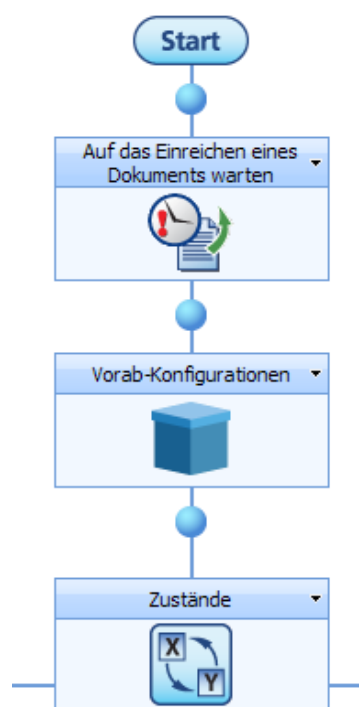 Start
Auf das Einreichen eines
Dokuments warten
Vorab-Konfigurationen
Zustände
X
Y